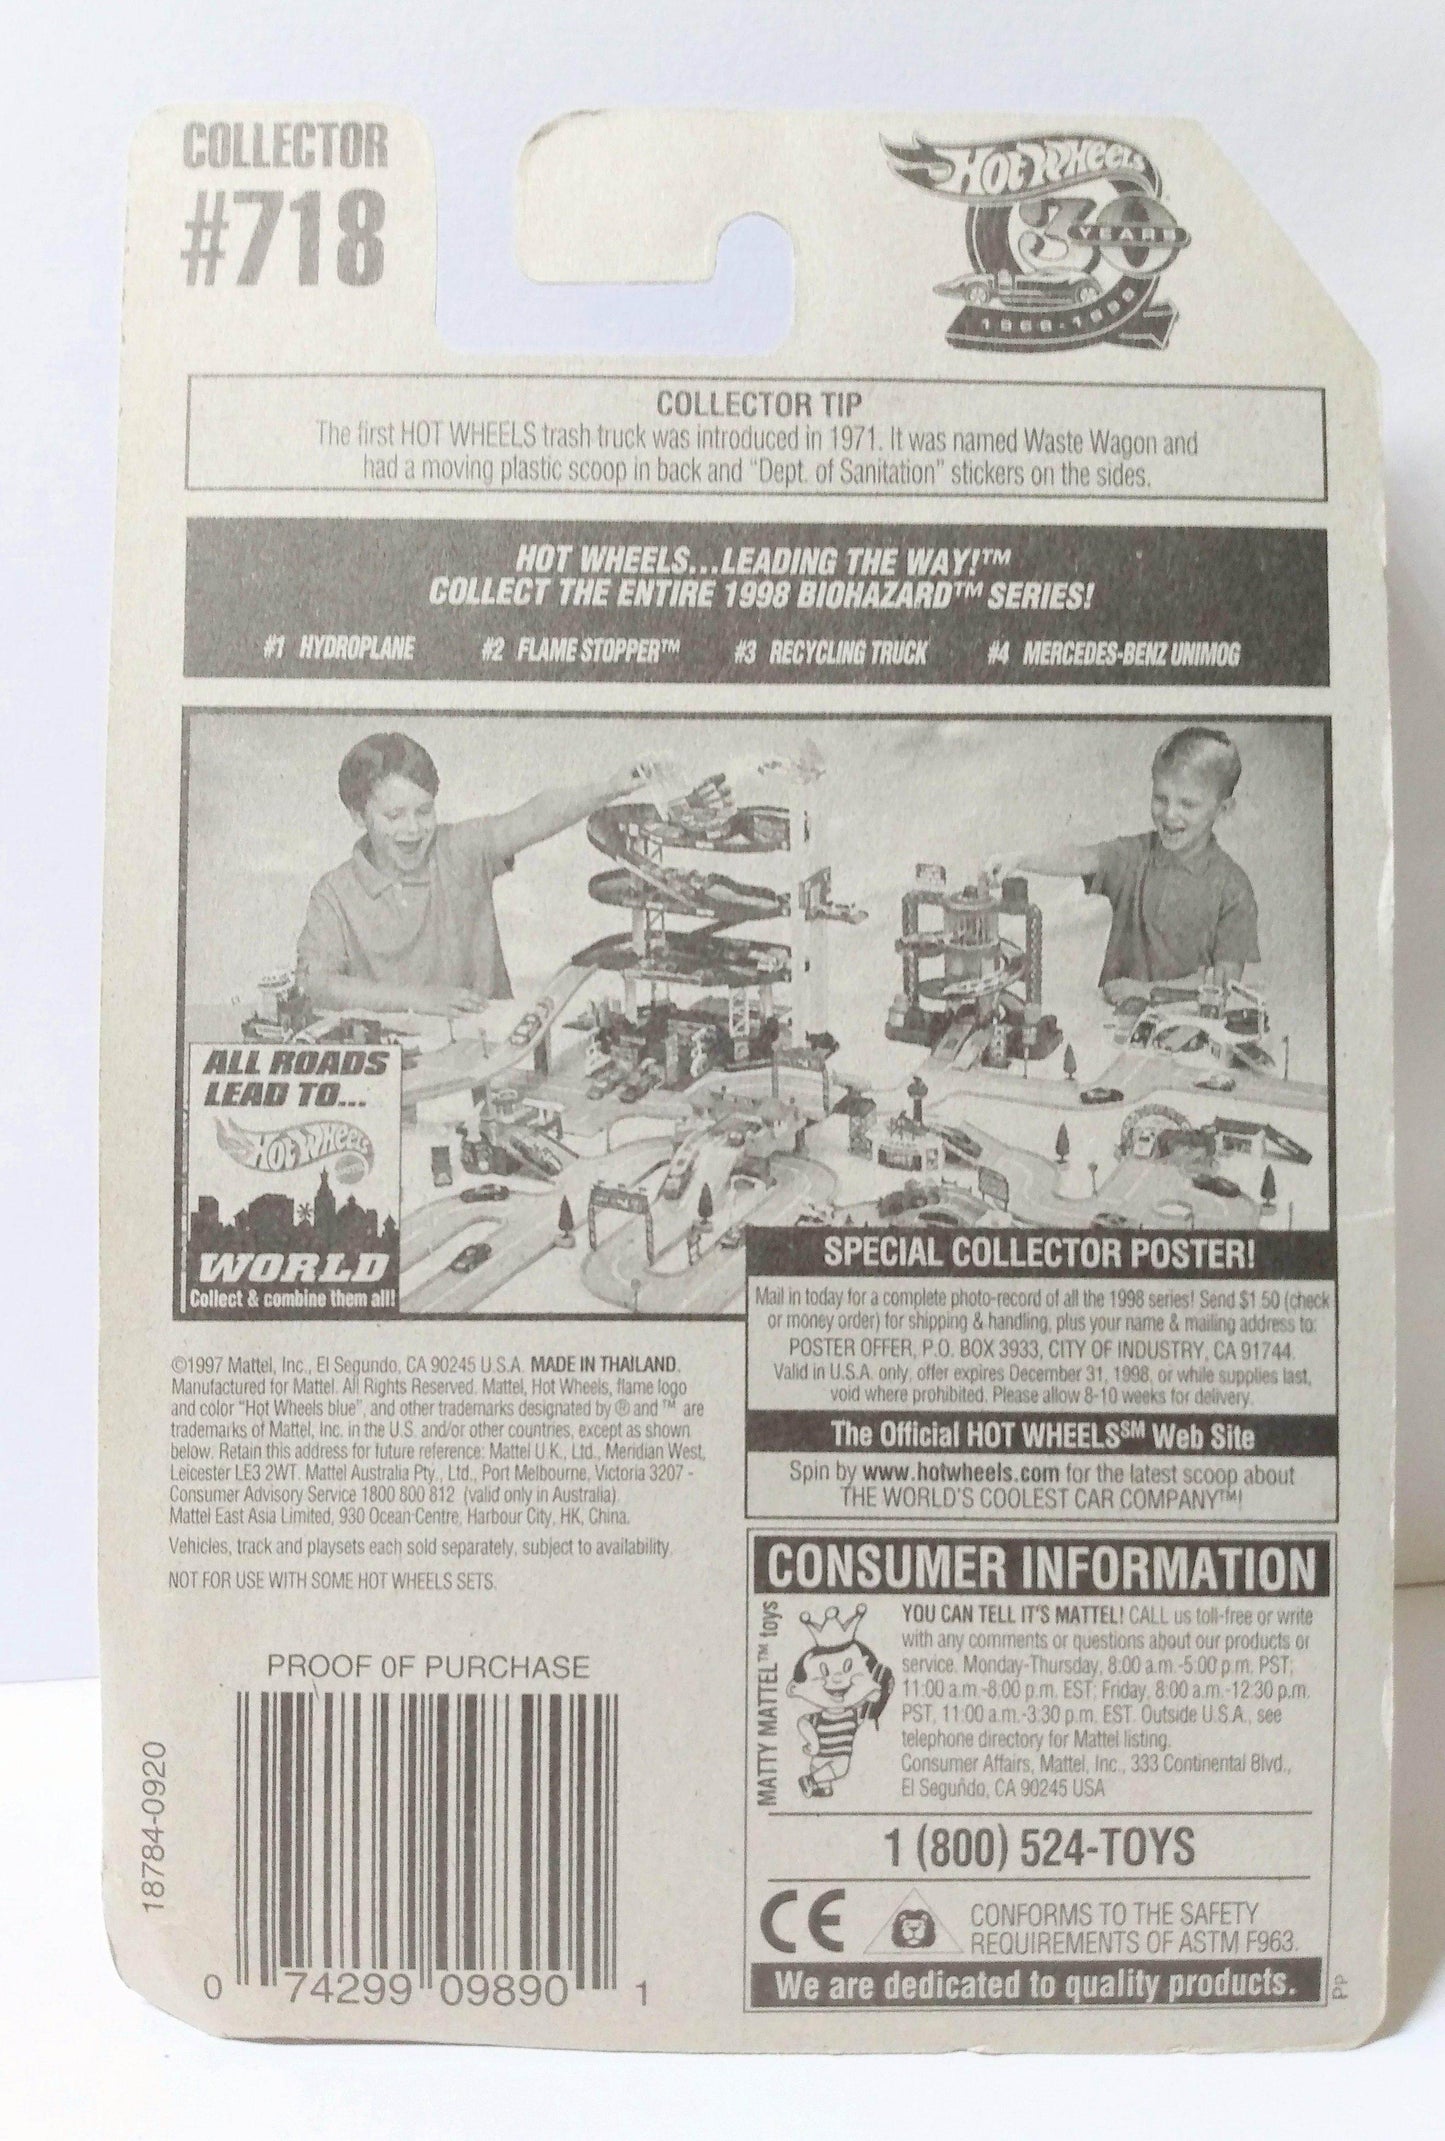 COLLECTOR
#718
HOT WHEELS
30
YEARS
1968-1998
COLLECTOR TIP
The first HOT WHEELS trash truck was introduced in 1971. It was named Waste Wagon and
had a moving plastic scoop in back and "Dept. of Sanitation" stickers on the sides.
HOT WHEELS...LEADING THE WAY!™
COLLECT THE ENTIRE 1998 BIOHAZARD™ SERIES!
#1 HYDROPLANE #2 FLAME STOPPER™ #3 RECYCLING TRUCK #4 MERCEDES-BENZ UNIMOG
ALL ROADS
LEAD TO...
HOT WHEELS
WORLD
Collect & combine them all!
SPECIAL COLLECTOR POSTER!
Mail in today for a complete photo-record of all the 1998 series! Send $1.50 (check
or money order) for shipping & handling, plus your name & mailing address to:
POSTER OFFER, P.O. BOX 3933, CITY OF INDUSTRY, CA 91744.
Valid in U.S.A. only, offer expires December 31, 1998, or while supplies last,
void where prohibited. Please allow 8-10 weeks for delivery.
The Official HOT WHEELS℠ Web Site
Spin by www.hotwheels.com for the latest scoop about
THE WORLD'S COOLEST CAR COMPANY™!
©1997 Mattel, Inc., El Segundo, CA 90245 U.S.A. MADE IN THAILAND.
Manufactured for Mattel. All Rights Reserved. Mattel, Hot Wheels, flame logo
and color "Hot Wheels blue", and other trademarks designated by ® and ™ are
trademarks of Mattel, Inc. in the U.S. and/or other countries, except as shown
below. Retain this address for future reference: Mattel U.K., Ltd., Meridian West,
Leicester LE3 2WT. Mattel Australia Pty., Ltd., Port Melbourne, Victoria 3207 -
Consumer Advisory Service 1800 800 812 (valid only in Australia).
Mattel East Asia Limited, 930 Ocean Centre, Harbour City, HK, China.
Vehicles, track and playsets each sold separately, subject to availability.
NOT FOR USE WITH SOME HOT WHEELS SETS.
PROOF OF PURCHASE
18784-0920
0 74299 09890 1
CONSUMER INFORMATION
MATTY MATTEL™ toys
YOU CAN TELL IT'S MATTEL! CALL us toll-free or write
with any comments or questions about our products or
service. Monday-Thursday, 8:00 a.m.-5:00 p.m. PST;
11:00 a.m.-8:00 p.m. EST; Friday, 8:00 a.m.-12:30 p.m.
PST, 11:00 a.m.-3:30 p.m. EST. Outside U.S.A., see
telephone directory for Mattel listing.
Consumer Affairs, Mattel, Inc., 333 Continental Blvd.,
El Segundo, CA 90245 USA
1 (800) 524-TOYS
CE
CONFORMS TO THE SAFETY
REQUIREMENTS OF ASTM F963.
We are dedicated to quality products.
PP